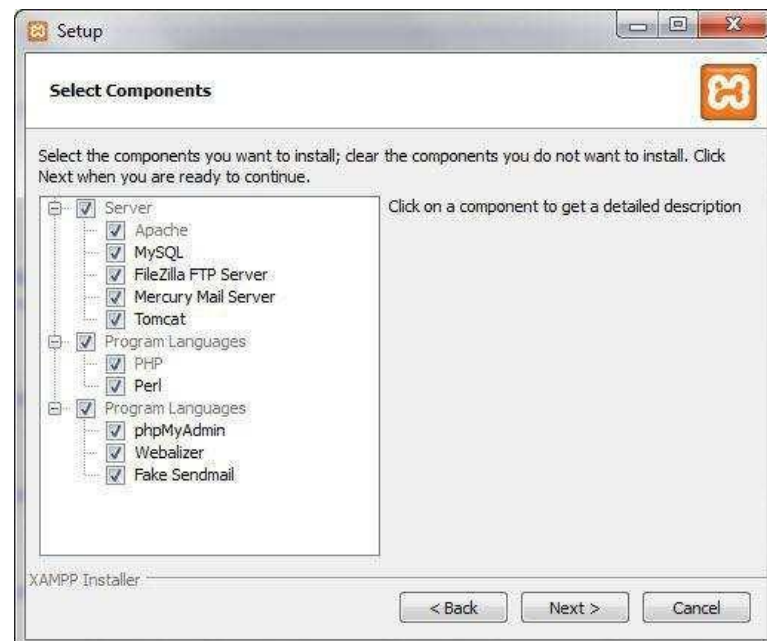 Setup
Select Components
Select the components you want to install; clear the components you do not want to install. Click
Next when you are ready to continue.
Server
Apache
MySQL
FileZilla FTP Server
Mercury Mail Server
Tomcat
Program Languages
PHP
Perl
Program Languages
phpMyAdmin
Webalizer
Fake Sendmail
Click on a component to get a detailed description
XAMPP Installer
< Back
Next >
Cancel